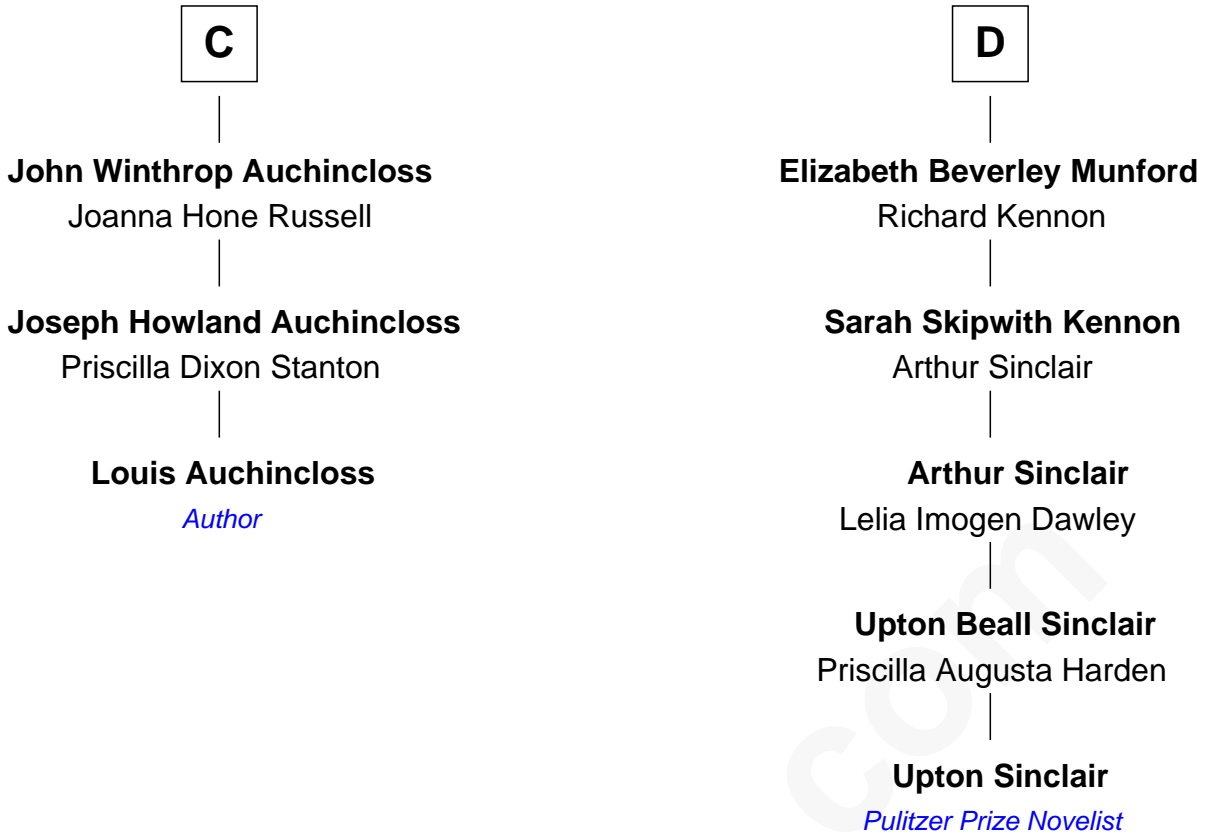 C
John Winthrop Auchincloss
Joanna Hone Russell
Joseph Howland Auchincloss
Priscilla Dixon Stanton
Louis Auchincloss
Author
D
Elizabeth Beverley Munford
Richard Kennon
Sarah Skipwith Kennon
Arthur Sinclair
Arthur Sinclair
Lelia Imogen Dawley
Upton Beall Sinclair
Priscilla Augusta Harden
Upton Sinclair
Pulitzer Prize Novelist
com